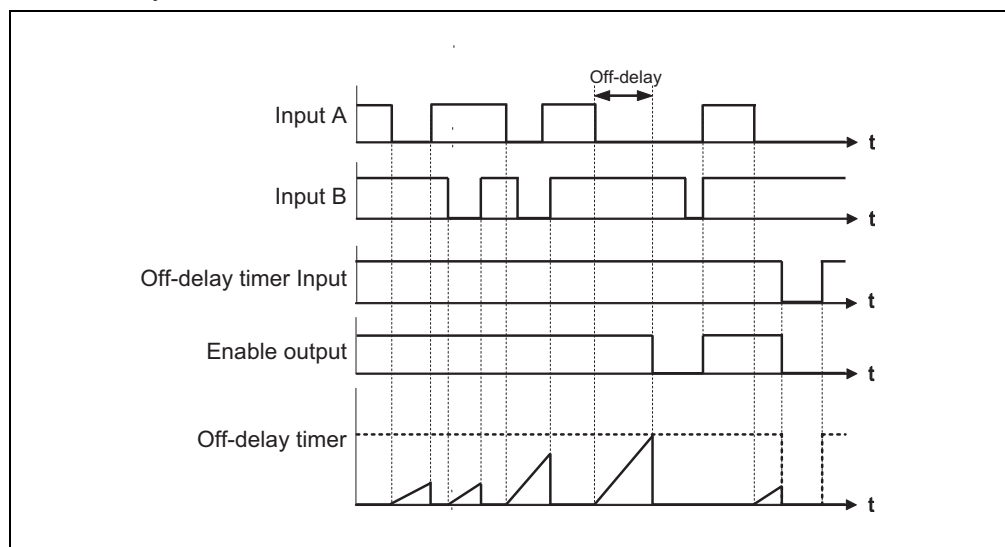 Off-delay
Input A
t
Input B
t
Off-delay timer Input
t
Enable output
t
Off-delay timer
t